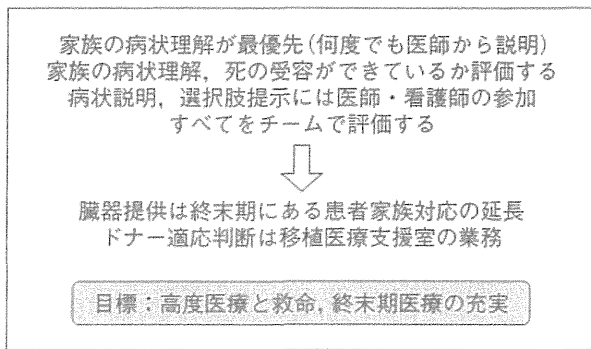 家族の病状理解が最優先(何度でも医師から説明)
家族の病状理解，死の受容ができているか評価する
病状説明，選択肢提示には医師・看護師の参加
すべてをチームで評価する
臓器提供は終末期にある患者家族対応の延長
ドナー適応判断は移植医療支援室の業務
目標：高度医療と救命，終末期医療の充実